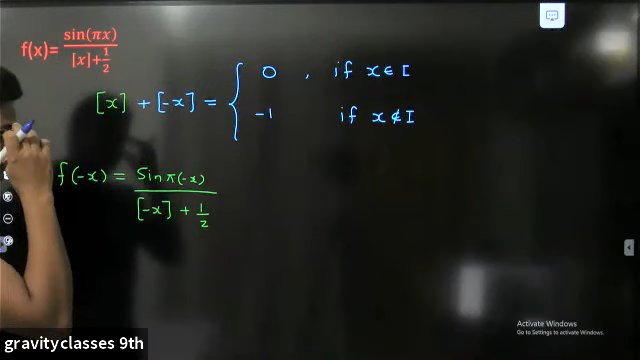 f(x)= sin(πx) / [x]+1/2
[x] + [-x] = { 0 , if x ∈ I
-1 if x ∉ I
f(-x) = Sin π(-x) / [-x] + 1/2
Activate Windows
Go to Settings to activate Windows.
gravityclasses 9th